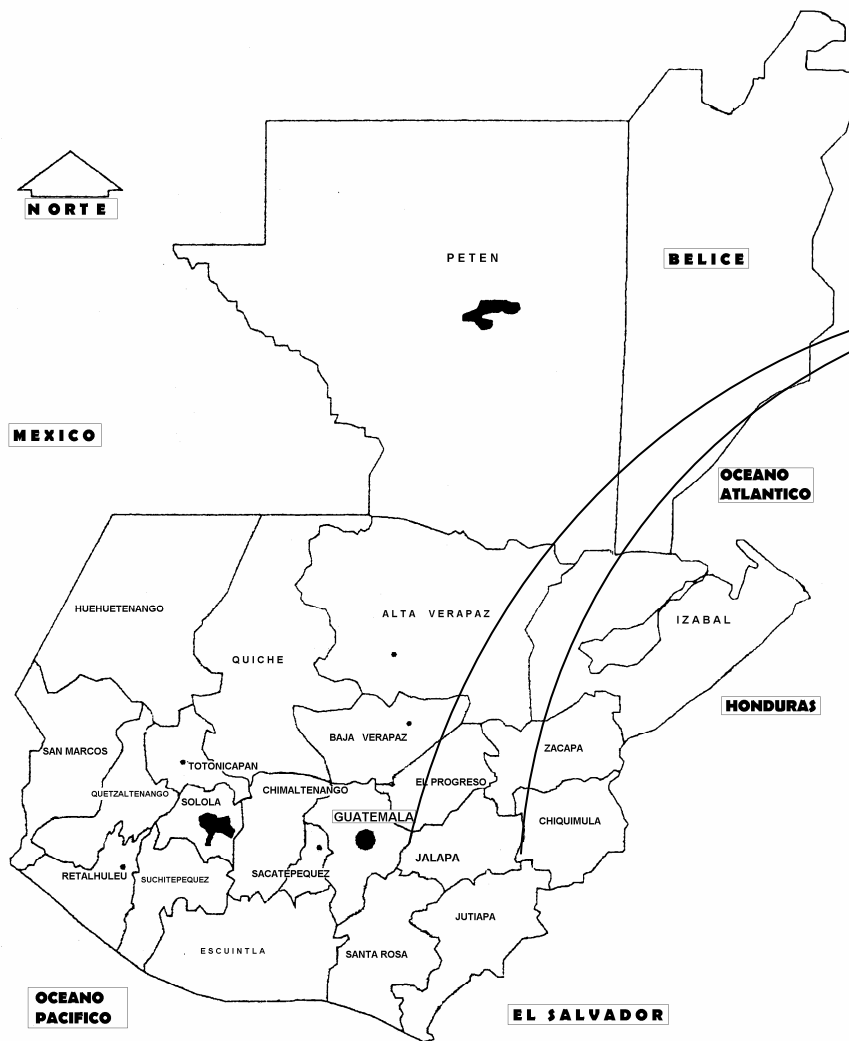 NORTE
PETEN
BELICE
MEXICO
OCEANO
ATLANTICO
HUEHUETENANGO
ALTA VERAPAZ
IZABAL
QUICHE
HONDURAS
SAN MARCOS
BAJA VERAPAZ
ZACAPA
TOTONICAPAN
EL PROGRESO
QUETZALTENANGO
CHIMALTENANGO
SOLOLA
GUATEMALA
CHIQUIMULA
JALAPA
RETALHULEU
SUCHITEPEQUEZ
SACATEPEQUEZ
JUTIAPA
ESCUINTLA
SANTA ROSA
OCEANO
PACIFICO
EL SALVADOR